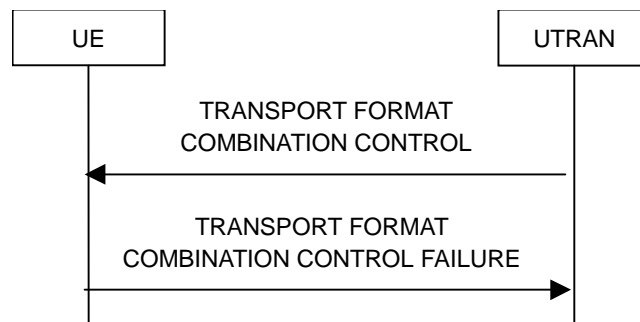 UE
UTRAN
TRANSPORT FORMAT
COMBINATION CONTROL
TRANSPORT FORMAT
COMBINATION CONTROL FAILURE